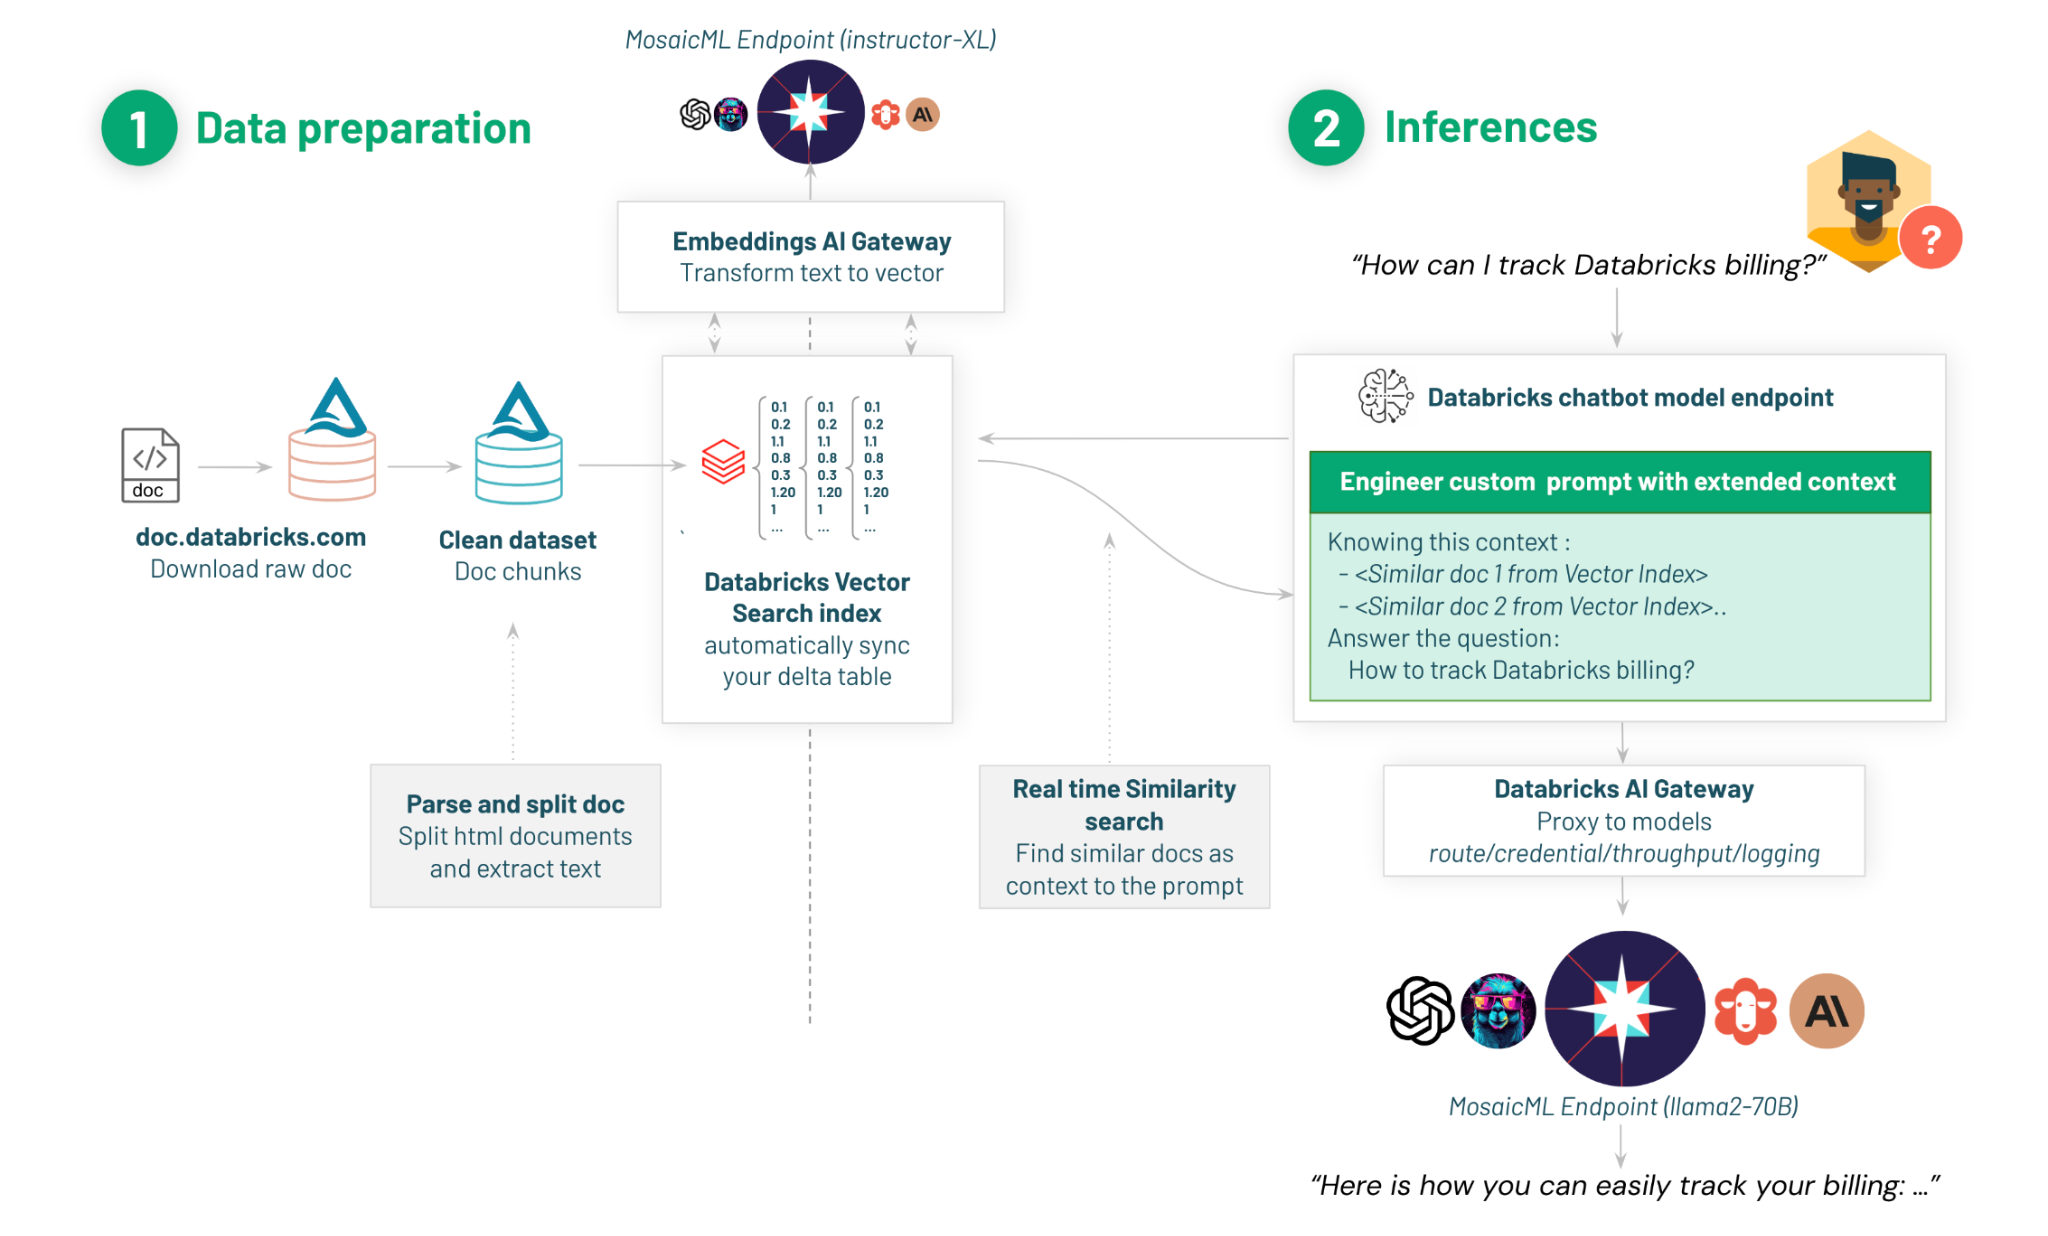 MosaicML Endpoint (instructor-XL)
1 Data preparation
Embeddings AI Gateway
Transform text to vector
doc
doc.databricks.com
Download raw doc
Clean dataset
Doc chunks
0.1 0.1 0.1
0.2 0.2 0.2
1.1 1.1 1.1
0.8 0.8 0.8
0.3 0.3 0.3
1.20 1.20 1.20
1 1 1
... ... ...
Databricks Vector
Search index
automatically sync
your delta table
Parse and split doc
Split html documents
and extract text
Real time Similarity
search
Find similar docs as
context to the prompt
2 Inferences
?
“How can I track Databricks billing?”
Databricks chatbot model endpoint
Engineer custom prompt with extended context
Knowing this context :
- <Similar doc 1 from Vector Index>
- <Similar doc 2 from Vector Index>..
Answer the question:
How to track Databricks billing?
Databricks AI Gateway
Proxy to models
route/credential/throughput/logging
MosaicML Endpoint (llama2-70B)
“Here is how you can easily track your billing: ...”